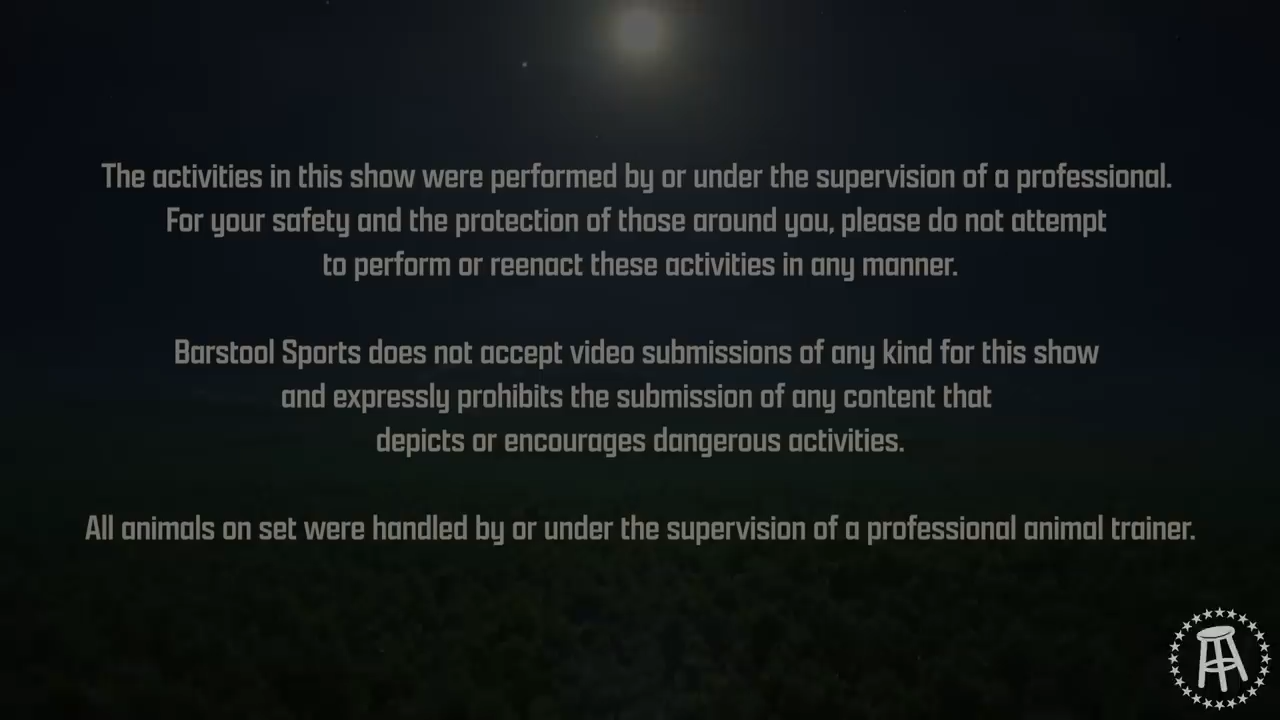 The activities in this show were performed by or under the supervision of a professional.
For your safety and the protection of those around you, please do not attempt
to perform or reenact these activities in any manner.
Barstool Sports does not accept video submissions of any kind for this show
and expressly prohibits the submission of any content that
depicts or encourages dangerous activities.
All animals on set were handled by or under the supervision of a professional animal trainer.